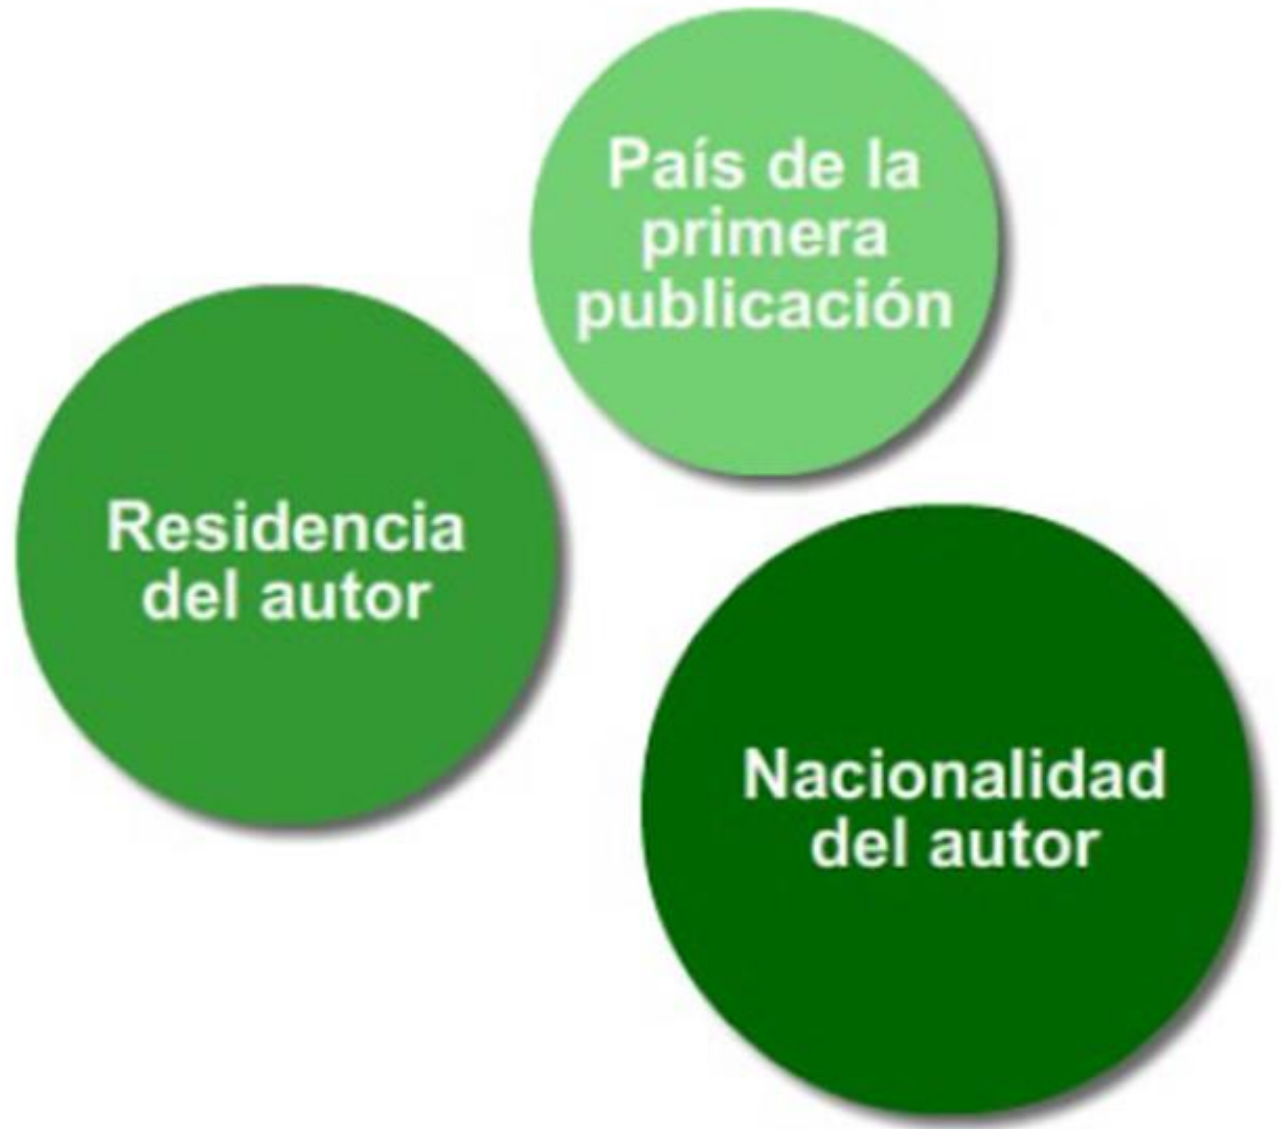 País de la
primera
publicación
Residencia
del autor
Nacionalidad
del autor